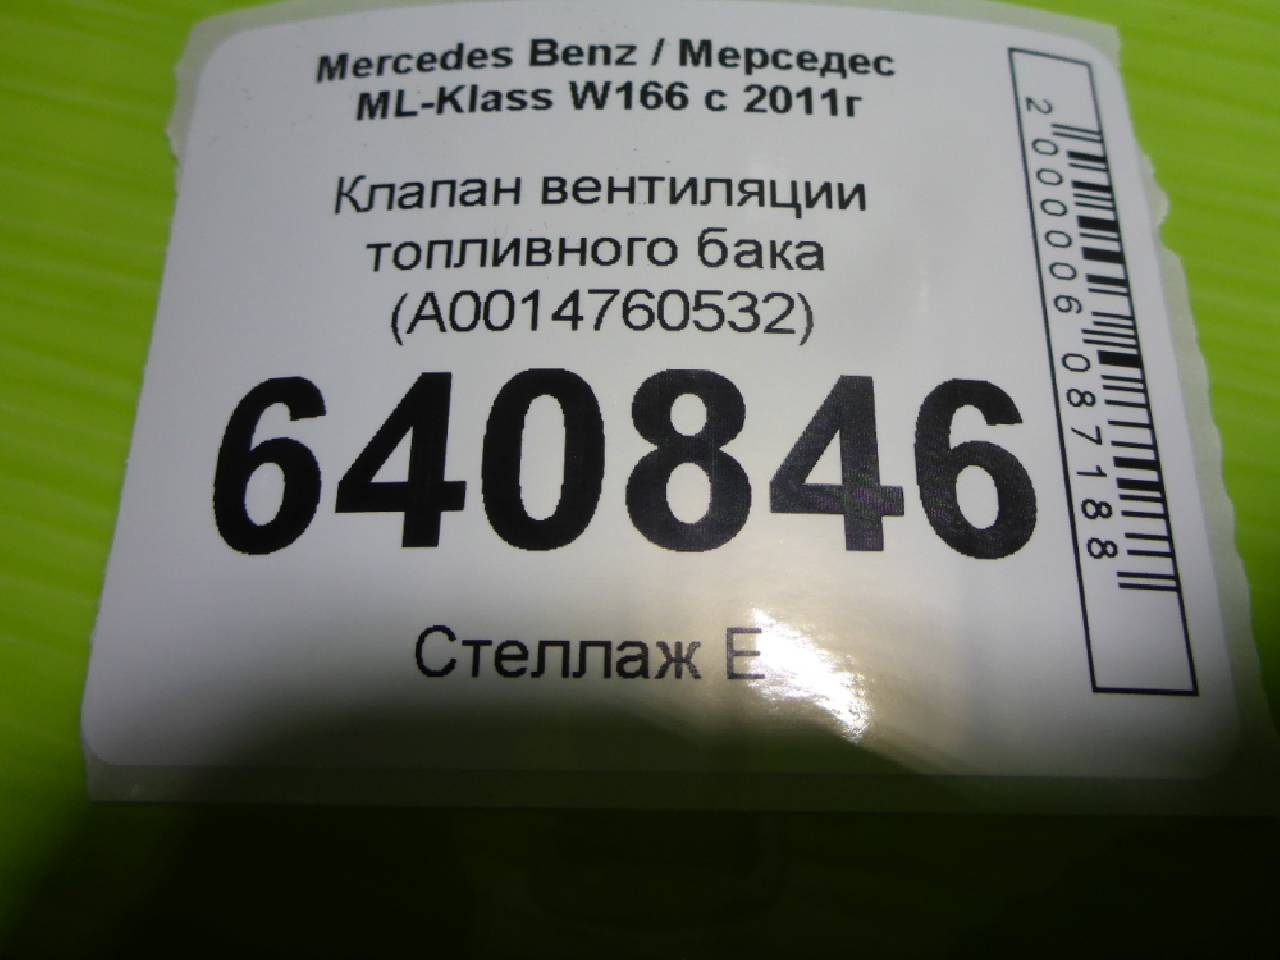 Mercedes Benz / Мерседес
ML-Klass W166 с 2011г
Клапан вентиляции
топливного бака
(A0014760532)
640846
Стеллаж Е
2000006087188